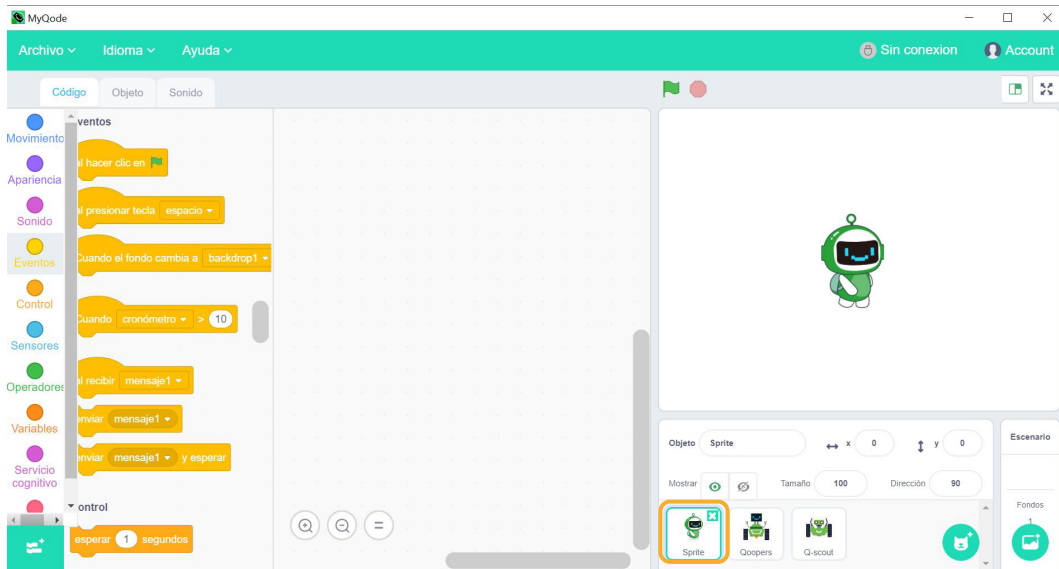 MyQode
Archivo Idioma Ayuda Sin conexion Account
Código Objeto Sonido
Movimiento
Apariencia
Sonido
Eventos
Control
Sensores
Operadores
Variables
Servicio cognitivo
ventos
al hacer clic en
al presionar tecla espacio
Cuando el fondo cambia a backdrop1
Cuando cronómetro > 10
al recibir mensaje1
enviar mensaje1
enviar mensaje1 y esperar
ontrol
esperar 1 segundos
Objeto Sprite x 0 y 0
Mostrar Tamaño 100 Dirección 90
Sprite Qoopers Q-scout
Escenario
Fondos
1